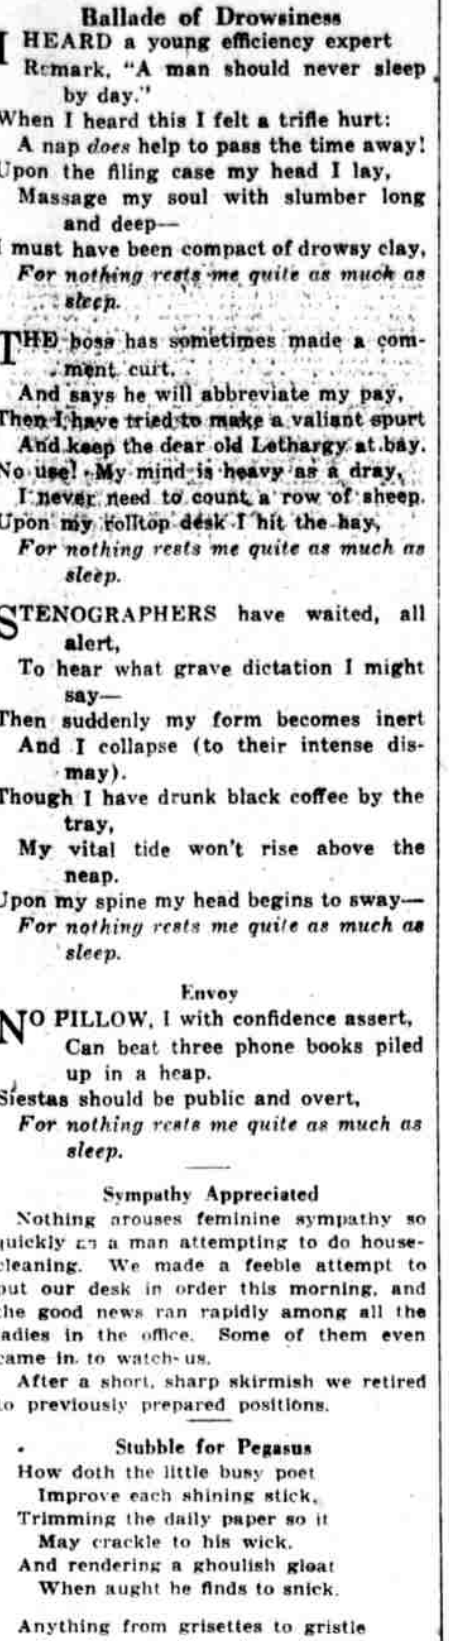 Ballade of Drowsiness
I HEARD a young efficiency expert
Remark, "A man should never sleep
by day."
When I heard this I felt a trifle hurt:
A nap does help to pass the time away!
Upon the filing case my head I lay,
Massage my soul with slumber long
and deep—
I must have been compact of drowsy clay,
For nothing rests me quite as much as
sleep.
THE boss has sometimes made a com-
ment curt,
And says he will abbreviate my pay,
Then I have tried to make a valiant spurt
And keep the dear old Lethargy at bay.
No use! My mind is heavy as a dray,
I never need to count a row of sheep.
Upon my rolltop desk I hit the hay,
For nothing rests me quite as much as
sleep.
STENOGRAPHERS have waited, all
alert,
To hear what grave dictation I might
say—
Then suddenly my form becomes inert
And I collapse (to their intense dis-
may).
Though I have drunk black coffee by the
tray,
My vital tide won't rise above the
neap.
Upon my spine my head begins to sway—
For nothing rests me quite as much as
sleep.
Envoy
NO PILLOW, I with confidence assert,
Can beat three phone books piled
up in a heap.
Siestas should be public and overt,
For nothing rests me quite as much as
sleep.
Sympathy Appreciated
Nothing arouses feminine sympathy so
quickly as a man attempting to do house-
cleaning. We made a feeble attempt to
put our desk in order this morning, and
the good news ran rapidly among all the
ladies in the office. Some of them even
came in to watch us.
After a short, sharp skirmish we retired
to previously prepared positions.
Stubble for Pegasus
How doth the little busy poet
Improve each shining stick,
Trimming the daily paper so it
May crackle to his wick.
And rendering a ghoulish gloat
When aught he finds to snick.
Anything from grisettes to gristle